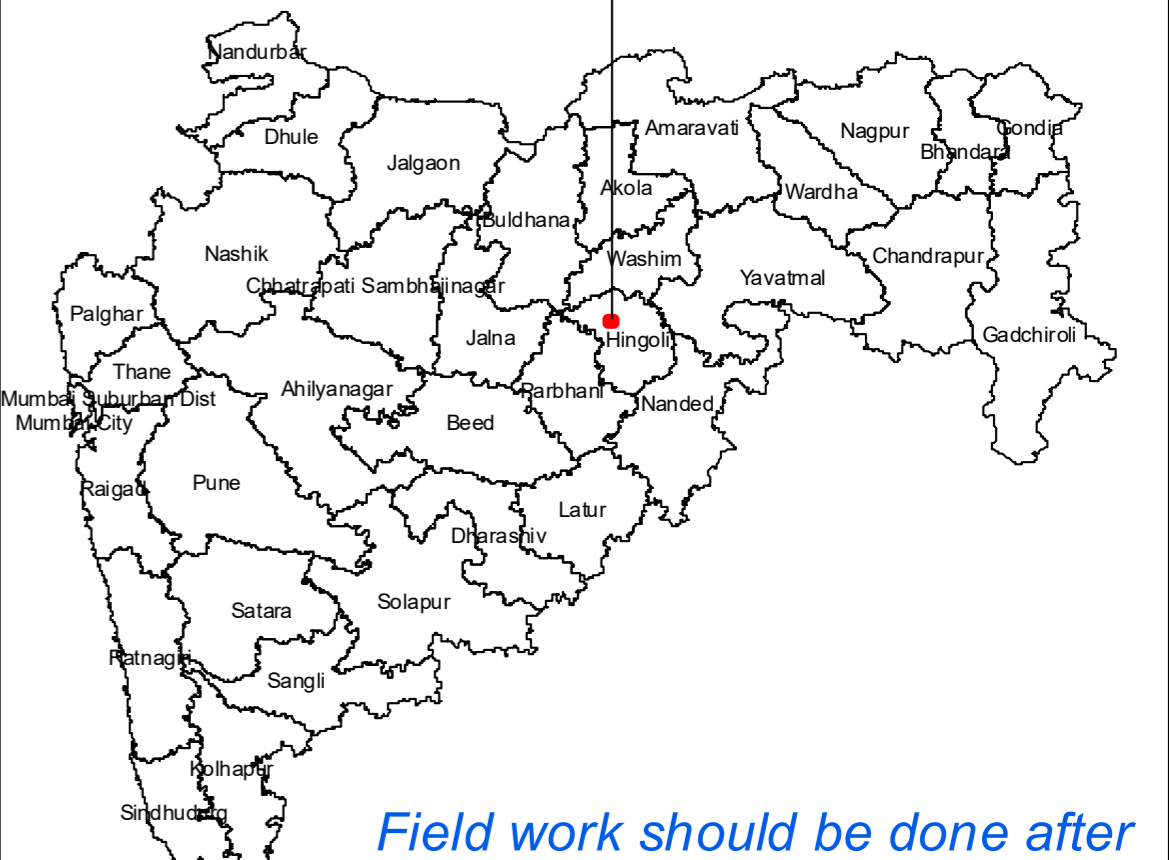 Nandurbar
Dhule
Jalgaon
Amaravati
Nagpur
Gondia
Bhandara
Akola
Wardha
Buldhana
Nashik
Washim
Chandrapur
Yavatmal
Chhatrapati Sambhajinagar
Palghar
Jalna
Hingoli
Gadchiroli
Thane
Ahilyanagar
Parbhani
Mumbai Suburban Dist
Nanded
Mumbai City
Beed
Raigad
Pune
Latur
Dharashiv
Satara
Solapur
Ratnagiri
Sangli
Kolhapur
Sindhudurg
Field work should be done after